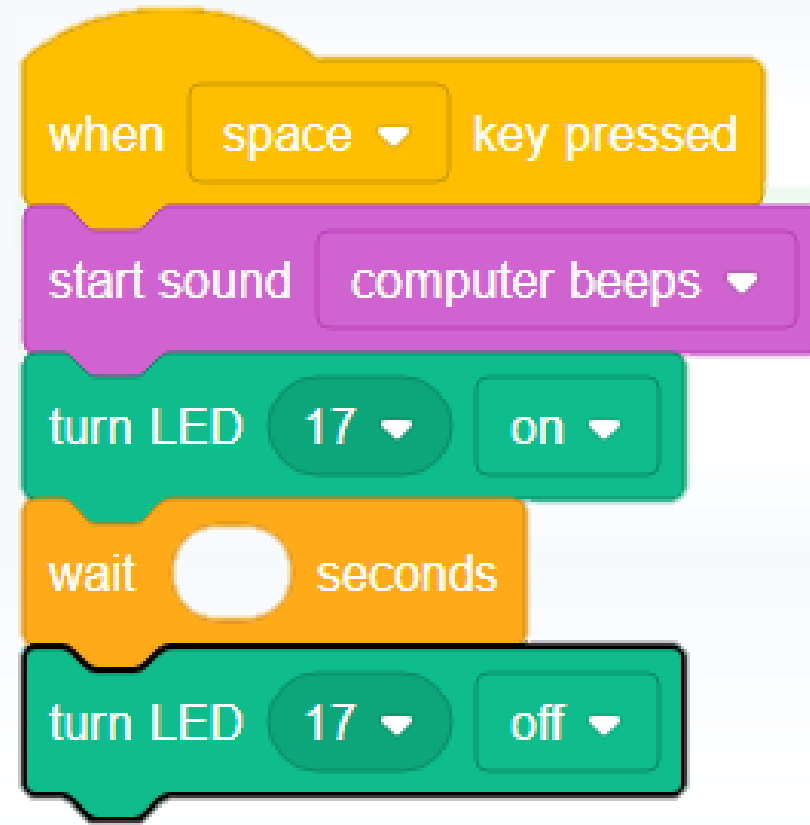 when space key pressed
start sound computer beeps
turn LED 17 on
wait seconds
turn LED 17 off